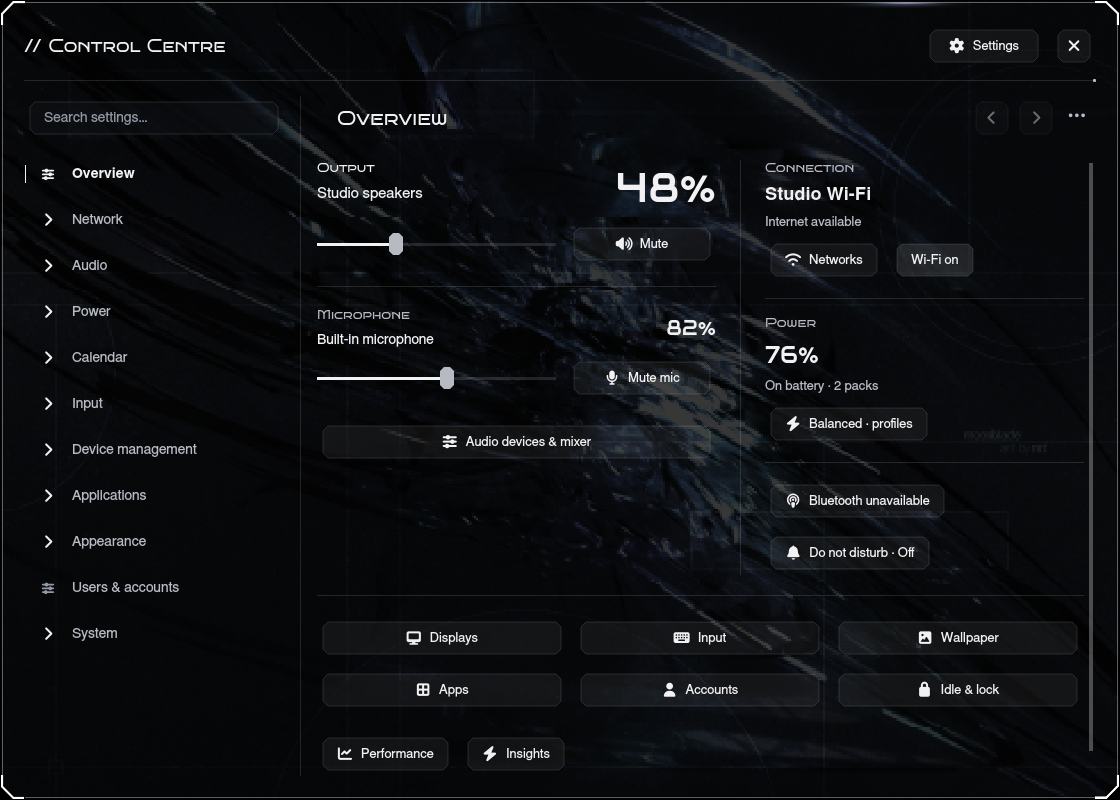 // Control Centre
Settings
Search settings...
Overview
Overview
Network
Audio
Power
Calendar
Input
Device management
Applications
Appearance
Users & accounts
System
Output
Studio speakers
48%
Mute
Microphone
Built-in microphone
82%
Mute mic
Audio devices & mixer
Connection
Studio Wi-Fi
Internet available
Networks
Wi-Fi on
Power
76%
On battery · 2 packs
Balanced · profiles
Bluetooth unavailable
Do not disturb · Off
Displays
Input
Wallpaper
Apps
Accounts
Idle & lock
Performance
Insights